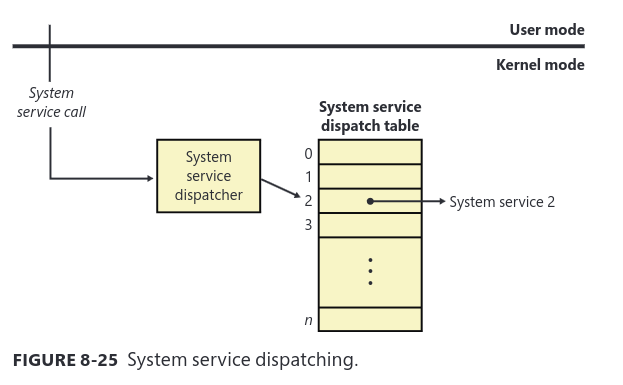 User mode
Kernel mode
System
service call
System service
dispatch table
System
service
dispatcher
0
1
2
3
n
System service 2
FIGURE 8-25 System service dispatching.